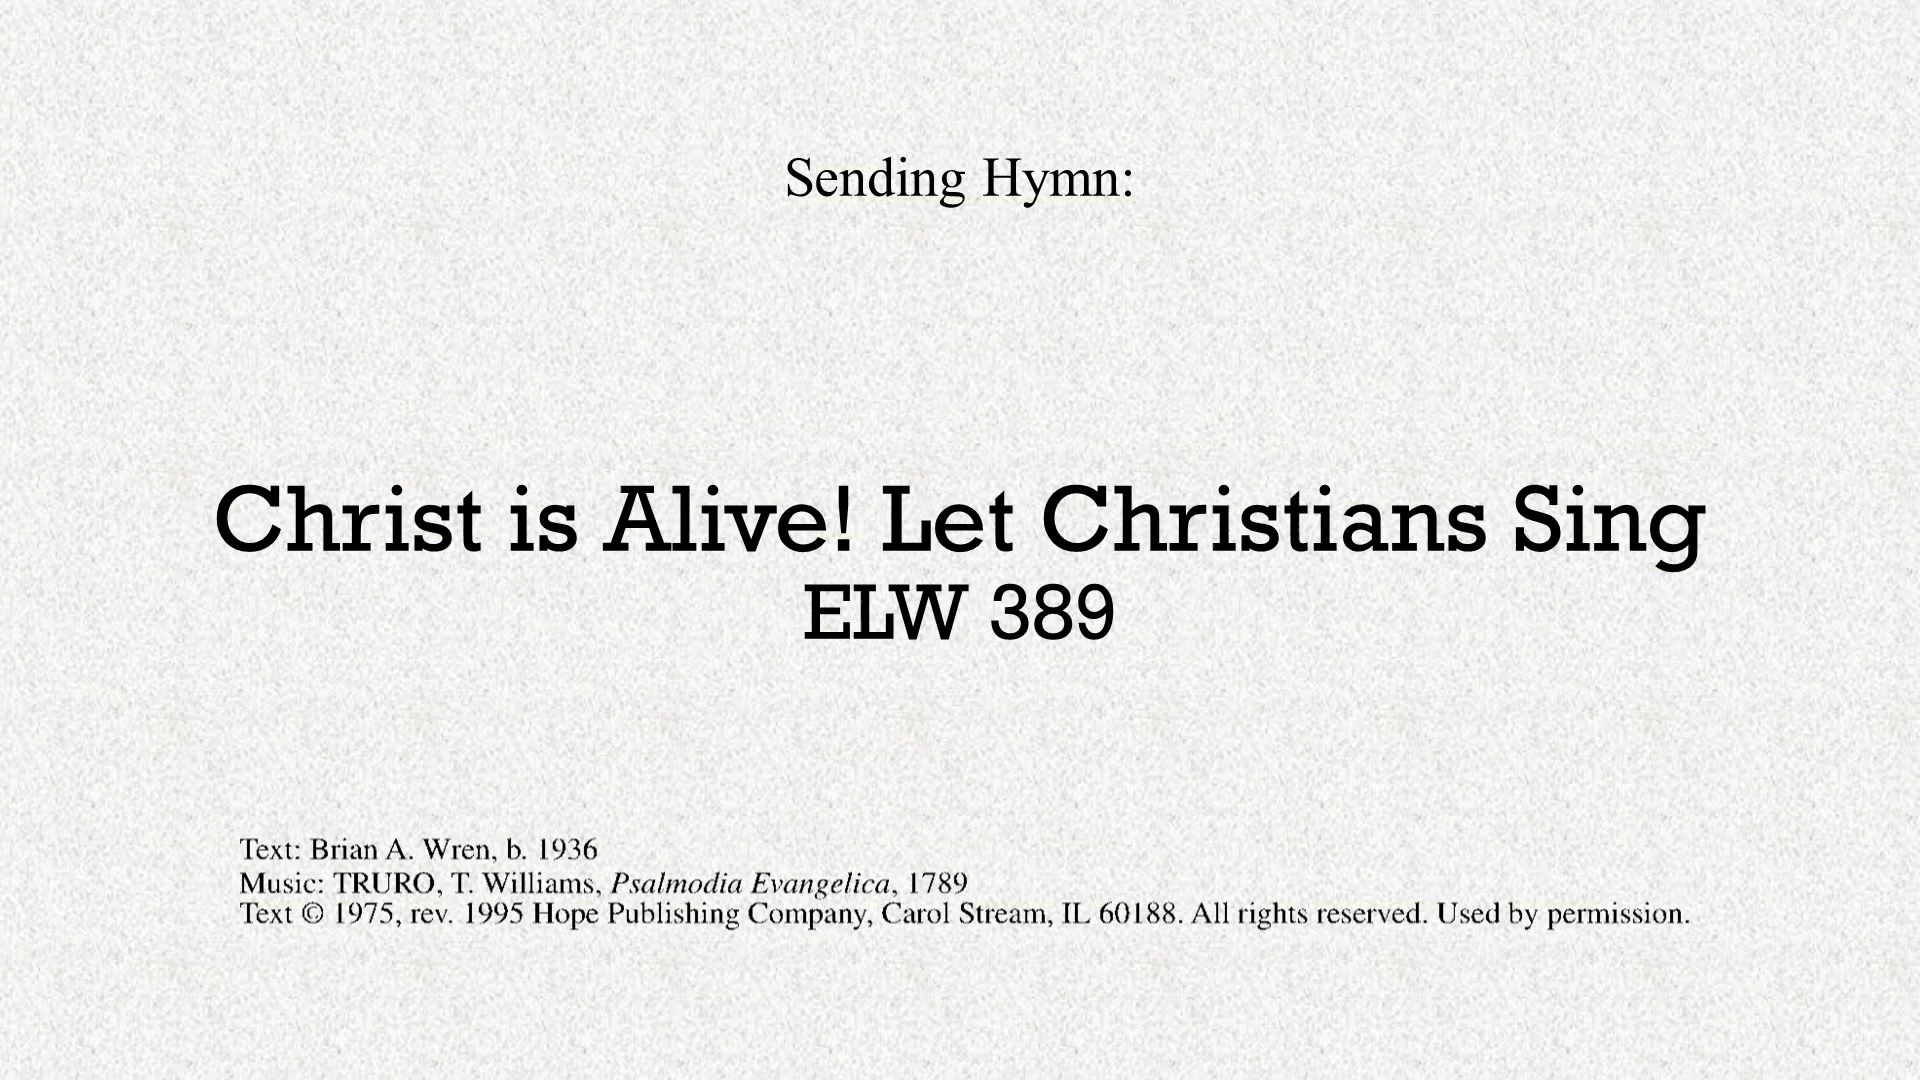 Sending Hymn:
Christ is Alive! Let Christians Sing
ELW 389
Text: Brian A. Wren, b. 1936
Music: TRURO, T. Williams, Psalmodia Evangelica, 1789
Text © 1975, rev. 1995 Hope Publishing Company, Carol Stream, IL 60188. All rights reserved. Used by permission.